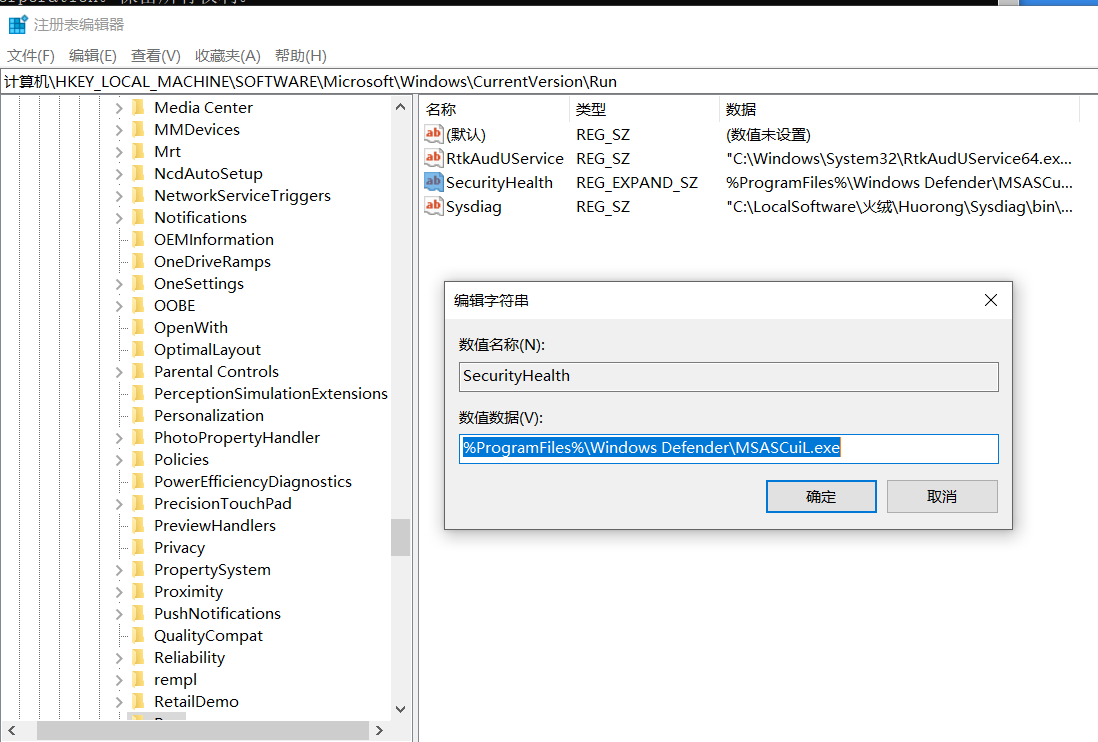 注册表编辑器
文件(F) 编辑(E) 查看(V) 收藏夹(A) 帮助(H)
计算机\HKEY_LOCAL_MACHINE\SOFTWARE\Microsoft\Windows\CurrentVersion\Run
Media Center
MMDevices
Mrt
NcdAutoSetup
NetworkServiceTriggers
Notifications
OEMInformation
OneDriveRamps
OneSettings
OOBE
OpenWith
OptimalLayout
Parental Controls
PerceptionSimulationExtensions
Personalization
PhotoPropertyHandler
Policies
PowerEfficiencyDiagnostics
PrecisionTouchPad
PreviewHandlers
Privacy
PropertySystem
Proximity
PushNotifications
QualityCompat
Reliability
rempl
RetailDemo
名称 类型 数据
(默认) REG_SZ (数值未设置)
RtkAudUService REG_SZ "C:\Windows\System32\RtkAudUService64.ex...
SecurityHealth REG_EXPAND_SZ %ProgramFiles%\Windows Defender\MSASCu...
Sysdiag REG_SZ "C:\LocalSoftware\火绒\Huorong\Sysdiag\bin\...
编辑字符串
数值名称(N):
SecurityHealth
数值数据(V):
%ProgramFiles%\Windows Defender\MSASCuiL.exe
确定 取消